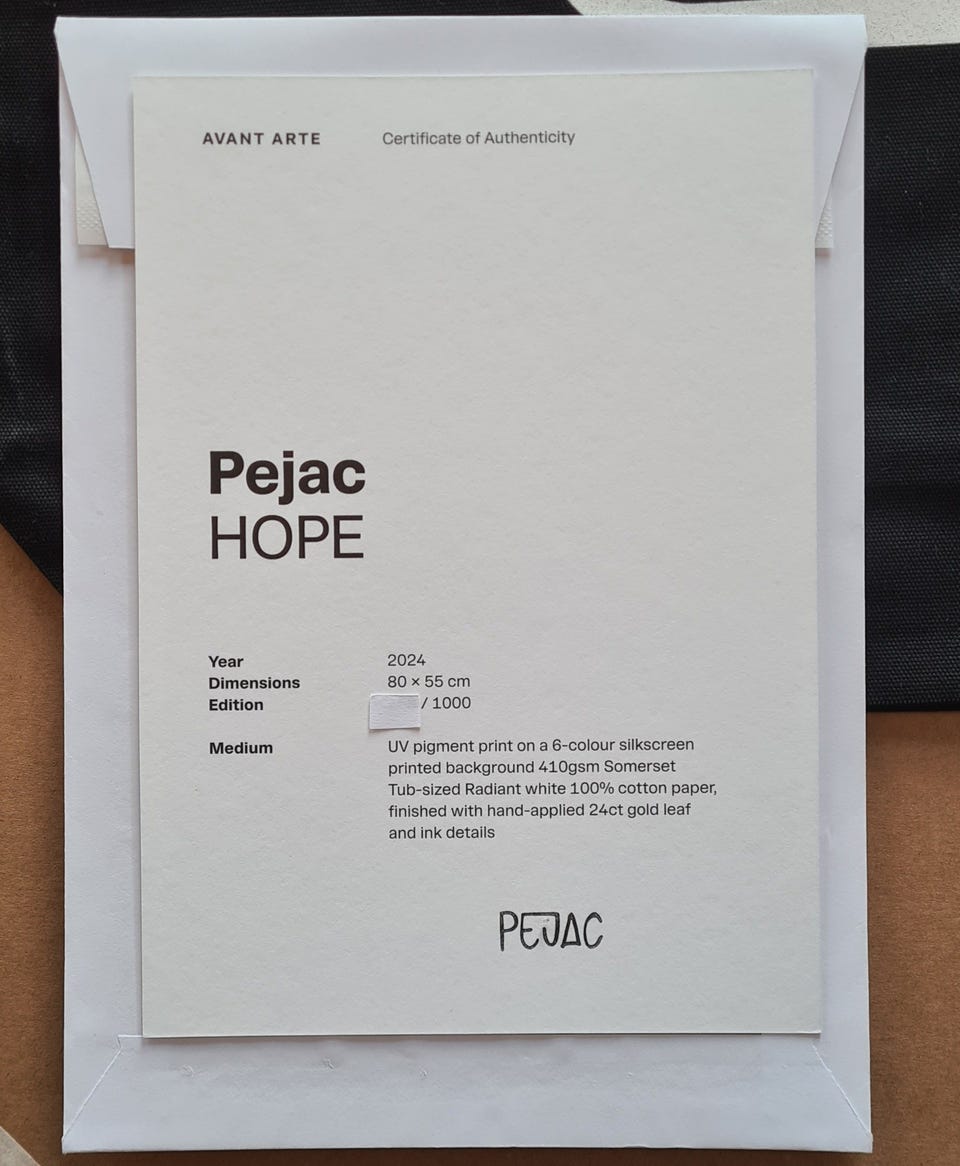 AVANT ARTE Certificate of Authenticity
Pejac
HOPE
Year 2024
Dimensions 80 × 55 cm
Edition / 1000
Medium UV pigment print on a 6-colour silkscreen
printed background 410gsm Somerset
Tub-sized Radiant white 100% cotton paper,
finished with hand-applied 24ct gold leaf
and ink details
PEJAC